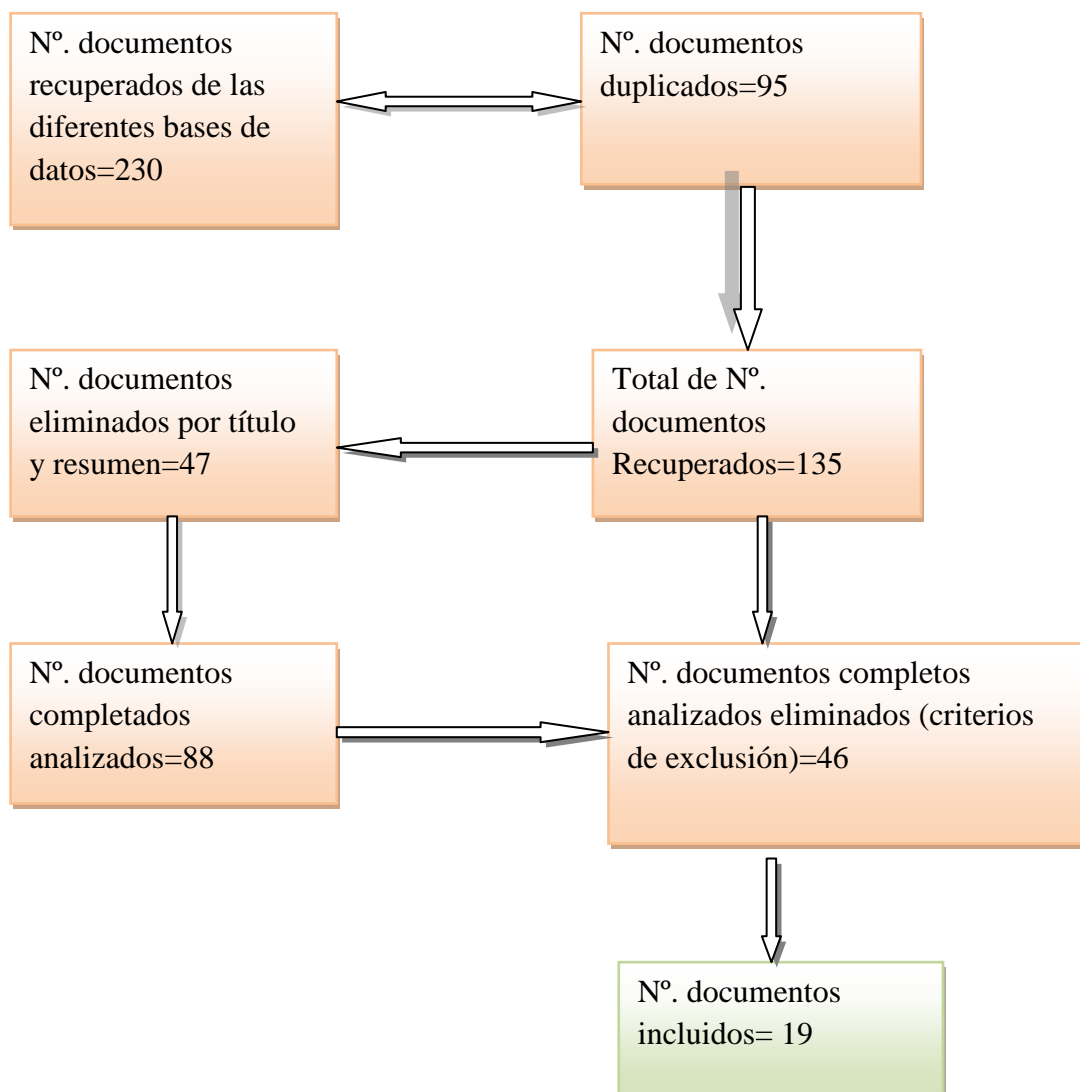 Nº. documentos
recuperados de las
diferentes bases de
datos=230
Nº. documentos
duplicados=95
Nº. documentos
eliminados por título
y resumen=47
Total de Nº.
documentos
Recuperados=135
Nº. documentos
completados
analizados=88
Nº. documentos completos
analizados eliminados (criterios
de exclusión)=46
Nº. documentos
incluidos= 19